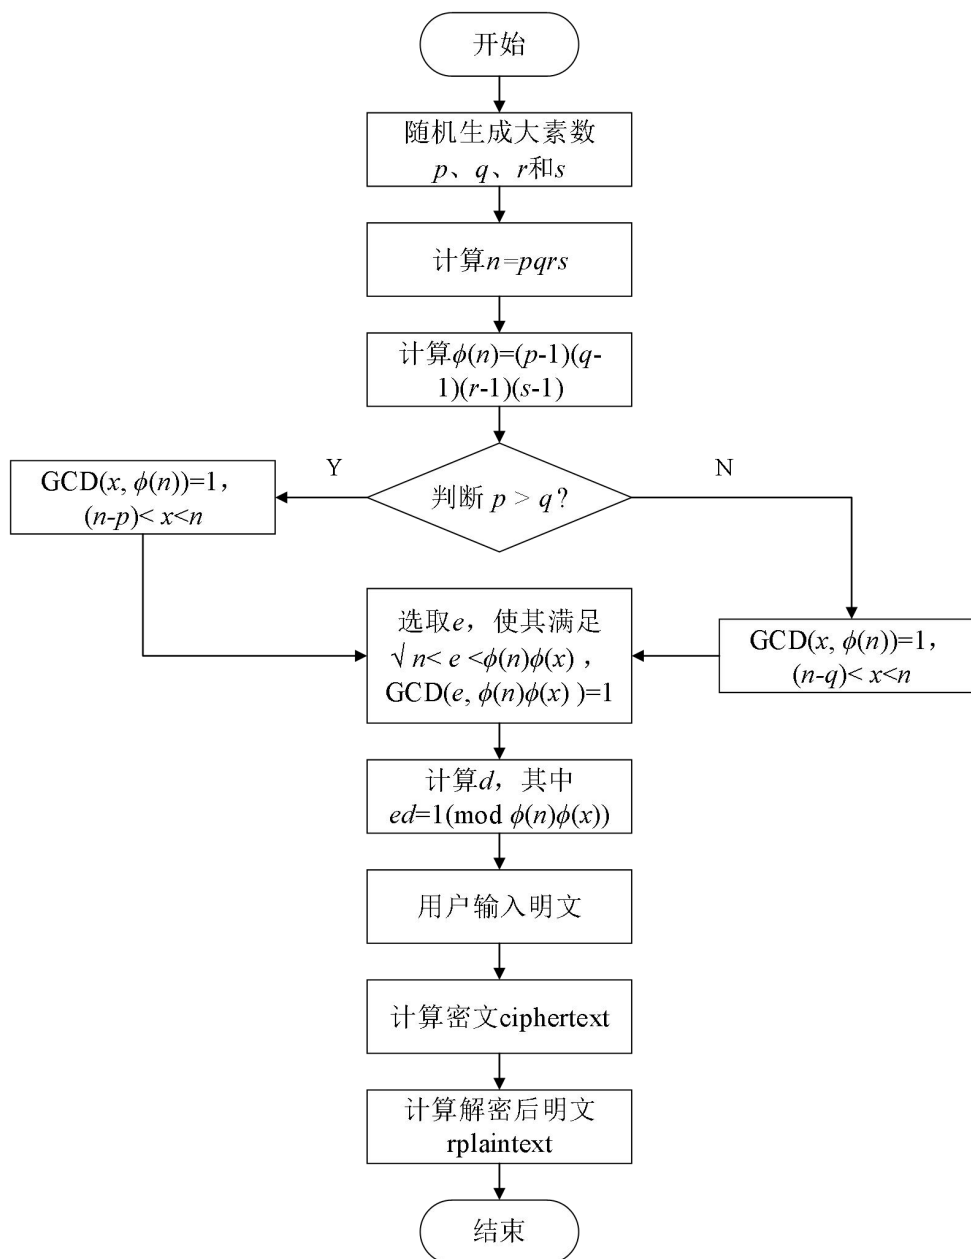 开始
随机生成大素数
p、q、r和s
计算n=pqrs
计算ϕ(n)=(p-1)(q-
1)(r-1)(s-1)
Y
N
GCD(x, ϕ(n))=1,
(n-p)< x<n
判断 p > q?
选取e，使其满足
√ n< e <ϕ(n)ϕ(x) ,
GCD(e, ϕ(n)ϕ(x) )=1
GCD(x, ϕ(n))=1,
(n-q)< x<n
计算d，其中
ed=1(mod ϕ(n)ϕ(x))
用户输入明文
计算密文ciphertext
计算解密后明文
rplaintext
结束